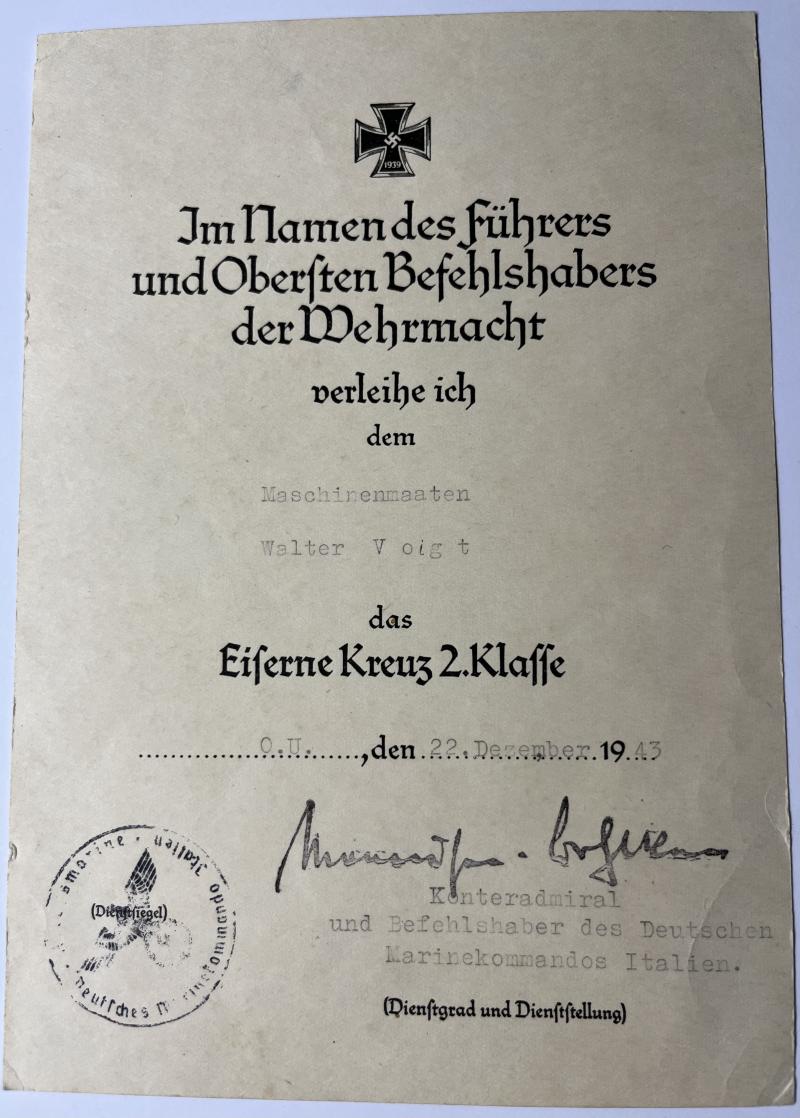 1939
Im Namen des Führers
und Obersten Befehlshabers
der Wehrmacht
verleihe ich
dem
Maschinenmaaten
Walter Voigt
das
Eiserne Kreuz 2.Klasse
O.U. , den 22.Dezember 1943
Konteradmiral
und Befehlshaber des Deutschen
Marinekommandos Italien.
(Dienstgrad und Dienststellung)
(Dienstsiegel)
Deutsches Marinekommando Italien